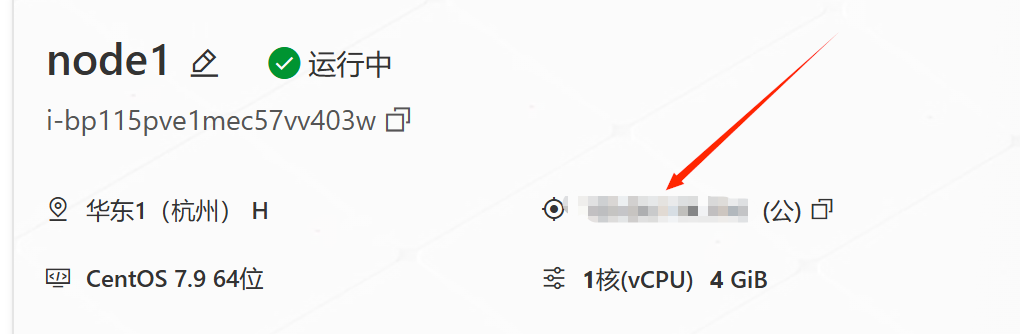 node1 运行中
i-bp115pve1mec57vv403w
华东1（杭州） H
(公)
CentOS 7.9 64位
1核(vCPU) 4 GiB